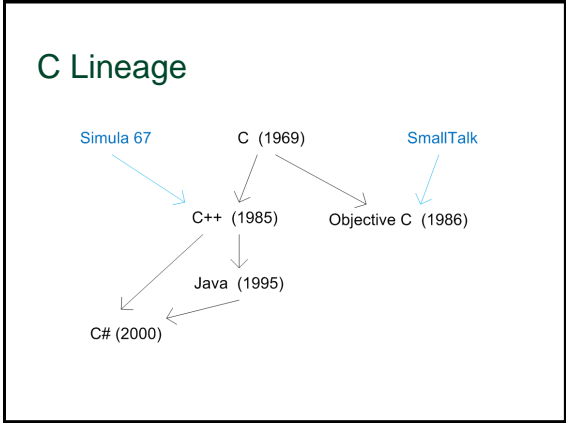 C Lineage
Simula 67
C (1969)
SmallTalk
C++ (1985)
Objective C (1986)
Java (1995)
C# (2000)